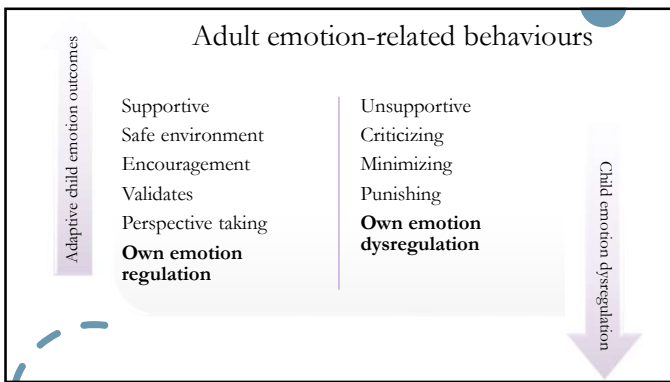 Adult emotion-related behaviours
Adaptive child emotion outcomes
Supportive
Safe environment
Encouragement
Validates
Perspective taking
Own emotion
regulation
Unsupportive
Criticizing
Minimizing
Punishing
Own emotion
dysregulation
Child emotion dysregulation